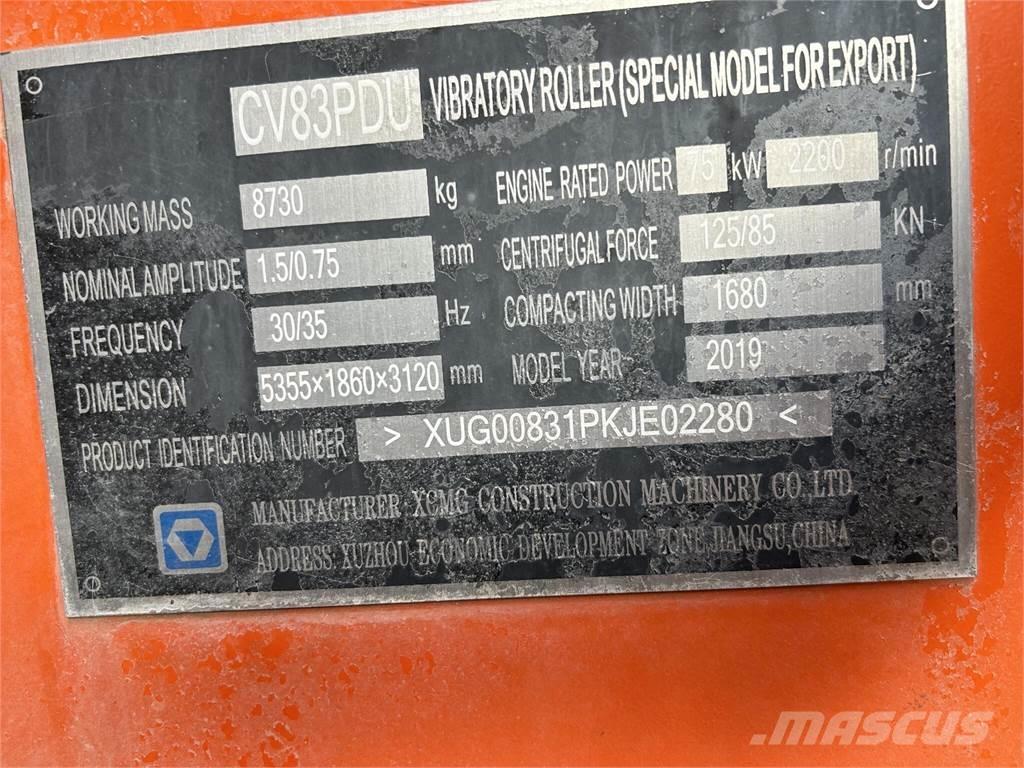 CV83PDU VIBRATORY ROLLER (SPECIAL MODEL FOR EXPORT)
WORKING MASS 8730 kg ENGINE RATED POWER 75 kW 2200 r/min
NOMINAL AMPLITUDE 1.5/0.75 mm CENTRIFUGAL FORCE 125/85 KN
FREQUENCY 30/35 Hz COMPACTING WIDTH 1680 mm
DIMENSION 5355×1860×3120 mm MODEL YEAR 2019
PRODUCT IDENTIFICATION NUMBER > XUG00831PKJE02280 <
MANUFACTURER: XCMG CONSTRUCTION MACHINERY CO.,LTD
ADDRESS: XUZHOU ECONOMIC DEVELOPMENT ZONE,JIANGSU,CHINA
MASCUS